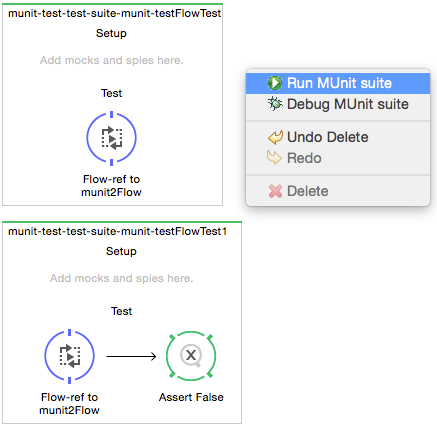 munit-test-test-suite-munit-testFlowTest
Setup
Add mocks and spies here.
Test
Flow-ref to
munit2Flow
Run MUnit suite
Debug MUnit suite
Undo Delete
Redo
Delete
munit-test-test-suite-munit-testFlowTest1
Setup
Add mocks and spies here.
Test
Flow-ref to
munit2Flow
X
Assert False